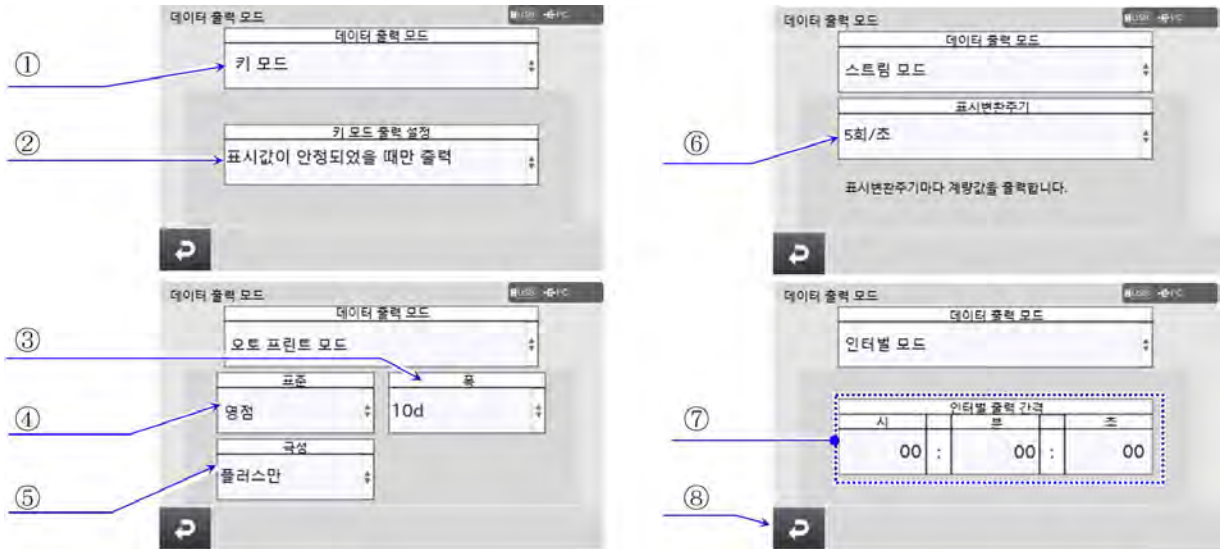 데이터 출력 모드
USB PC
데이터 출력 모드
①
키 모드
키 모드 출력 설정
②
표시값이 안정되었을 때만 출력
데이터 출력 모드
USB PC
데이터 출력 모드
스트림 모드
표시변환주기
⑥
5회/초
표시변환주기마다 계량값을 출력합니다.
데이터 출력 모드
USB PC
데이터 출력 모드
③
오토 프린트 모드
표준
폭
④
영점
10d
극성
⑤
플러스만
데이터 출력 모드
USB PC
데이터 출력 모드
인터벌 모드
인터벌 출력 간격
시 분 초
⑦
00 : 00 : 00
⑧